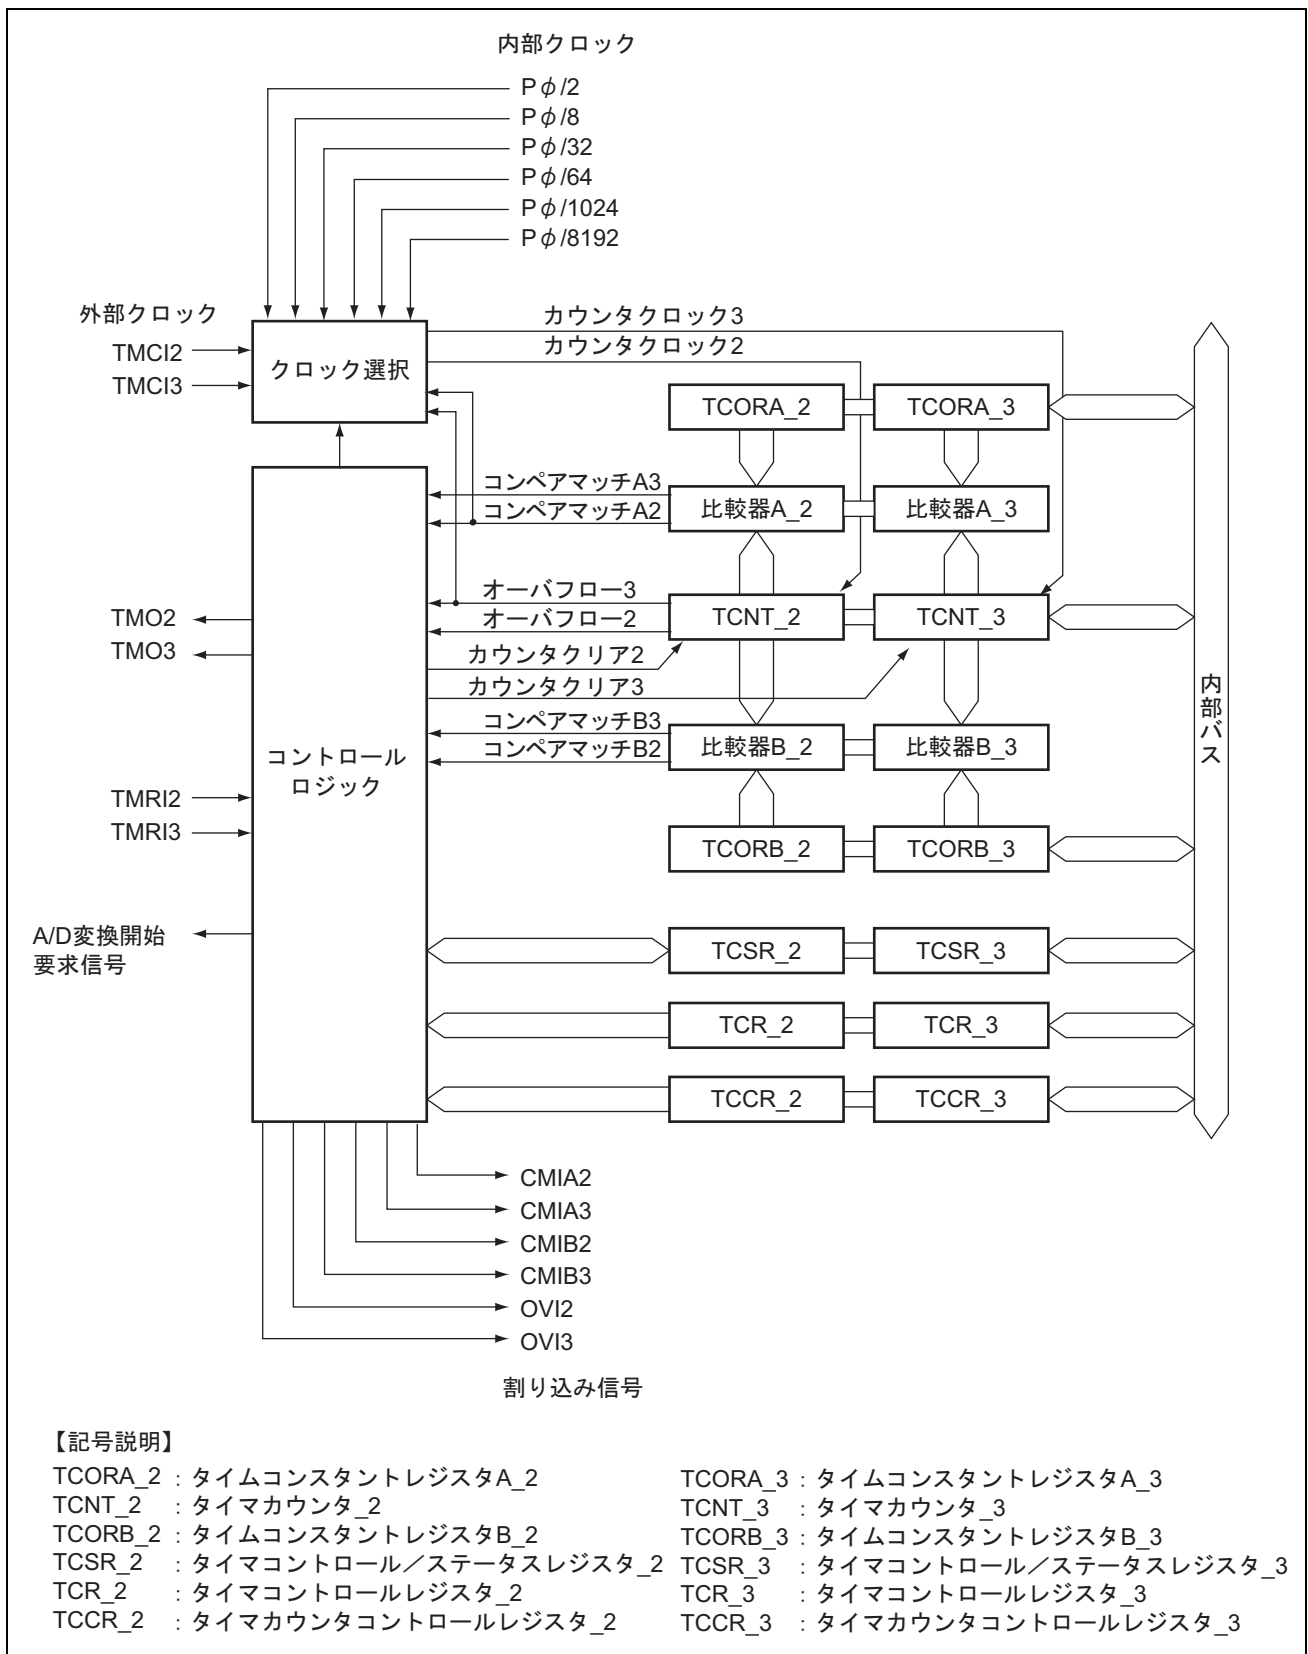 内部クロック
Pφ/2
Pφ/8
Pφ/32
Pφ/64
Pφ/1024
Pφ/8192
外部クロック
TMCI2
TMCI3
クロック選択
カウンタクロック3
カウンタクロック2
TCORA_2
TCORA_3
コンペアマッチA3
コンペアマッチA2
比較器A_2
比較器A_3
オーバフロー3
オーバフロー2
TCNT_2
TCNT_3
TMO2
TMO3
カウンタクリア2
カウンタクリア3
コンペアマッチB3
コンペアマッチB2
比較器B_2
比較器B_3
内部バス
コントロール
ロジック
TMRI2
TMRI3
TCORB_2
TCORB_3
A/D変換開始
要求信号
TCSR_2
TCSR_3
TCR_2
TCR_3
TCCR_2
TCCR_3
CMIA2
CMIA3
CMIB2
CMIB3
OVI2
OVI3
割り込み信号
【記号説明】
TCORA_2 : タイムコンスタントレジスタA_2
TCNT_2 : タイマカウンタ_2
TCORB_2 : タイムコンスタントレジスタB_2
TCSR_2 : タイマコントロール／ステータスレジスタ_2
TCR_2 : タイマコントロールレジスタ_2
TCCR_2 : タイマカウンタコントロールレジスタ_2
TCORA_3 : タイムコンスタントレジスタA_3
TCNT_3 : タイマカウンタ_3
TCORB_3 : タイムコンスタントレジスタB_3
TCSR_3 : タイマコントロール／ステータスレジスタ_3
TCR_3 : タイマコントロールレジスタ_3
TCCR_3 : タイマカウンタコントロールレジスタ_3